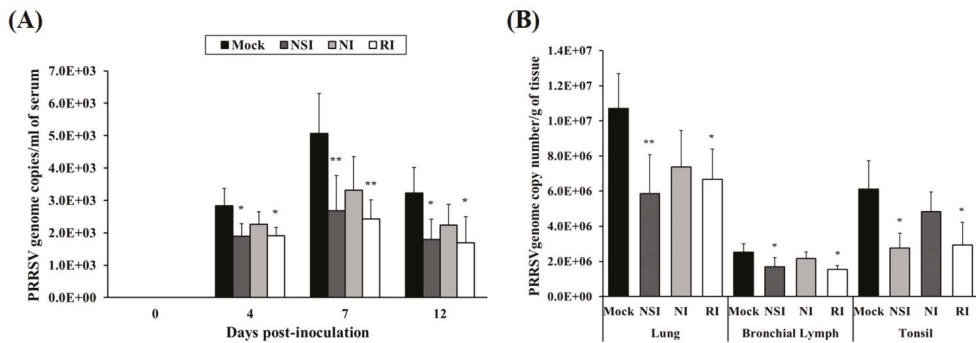 (A)
Mock NSI NI RI
PRRSV genome copies/ml of serum
7.0E+03
6.0E+03
5.0E+03
4.0E+03
3.0E+03
2.0E+03
1.0E+03
0.0E+00
* *
** **
* *
0 4 7 12
Days post-inoculation
(B)
PRRSV genome copy number/g of tissue
1.4E+07
1.2E+07
1.0E+07
8.0E+06
6.0E+06
4.0E+06
2.0E+06
0.0E+00
** *
* *
* *
Mock NSI NI RI Mock NSI NI RI Mock NSI NI RI
Lung Bronchial Lymph Tonsil